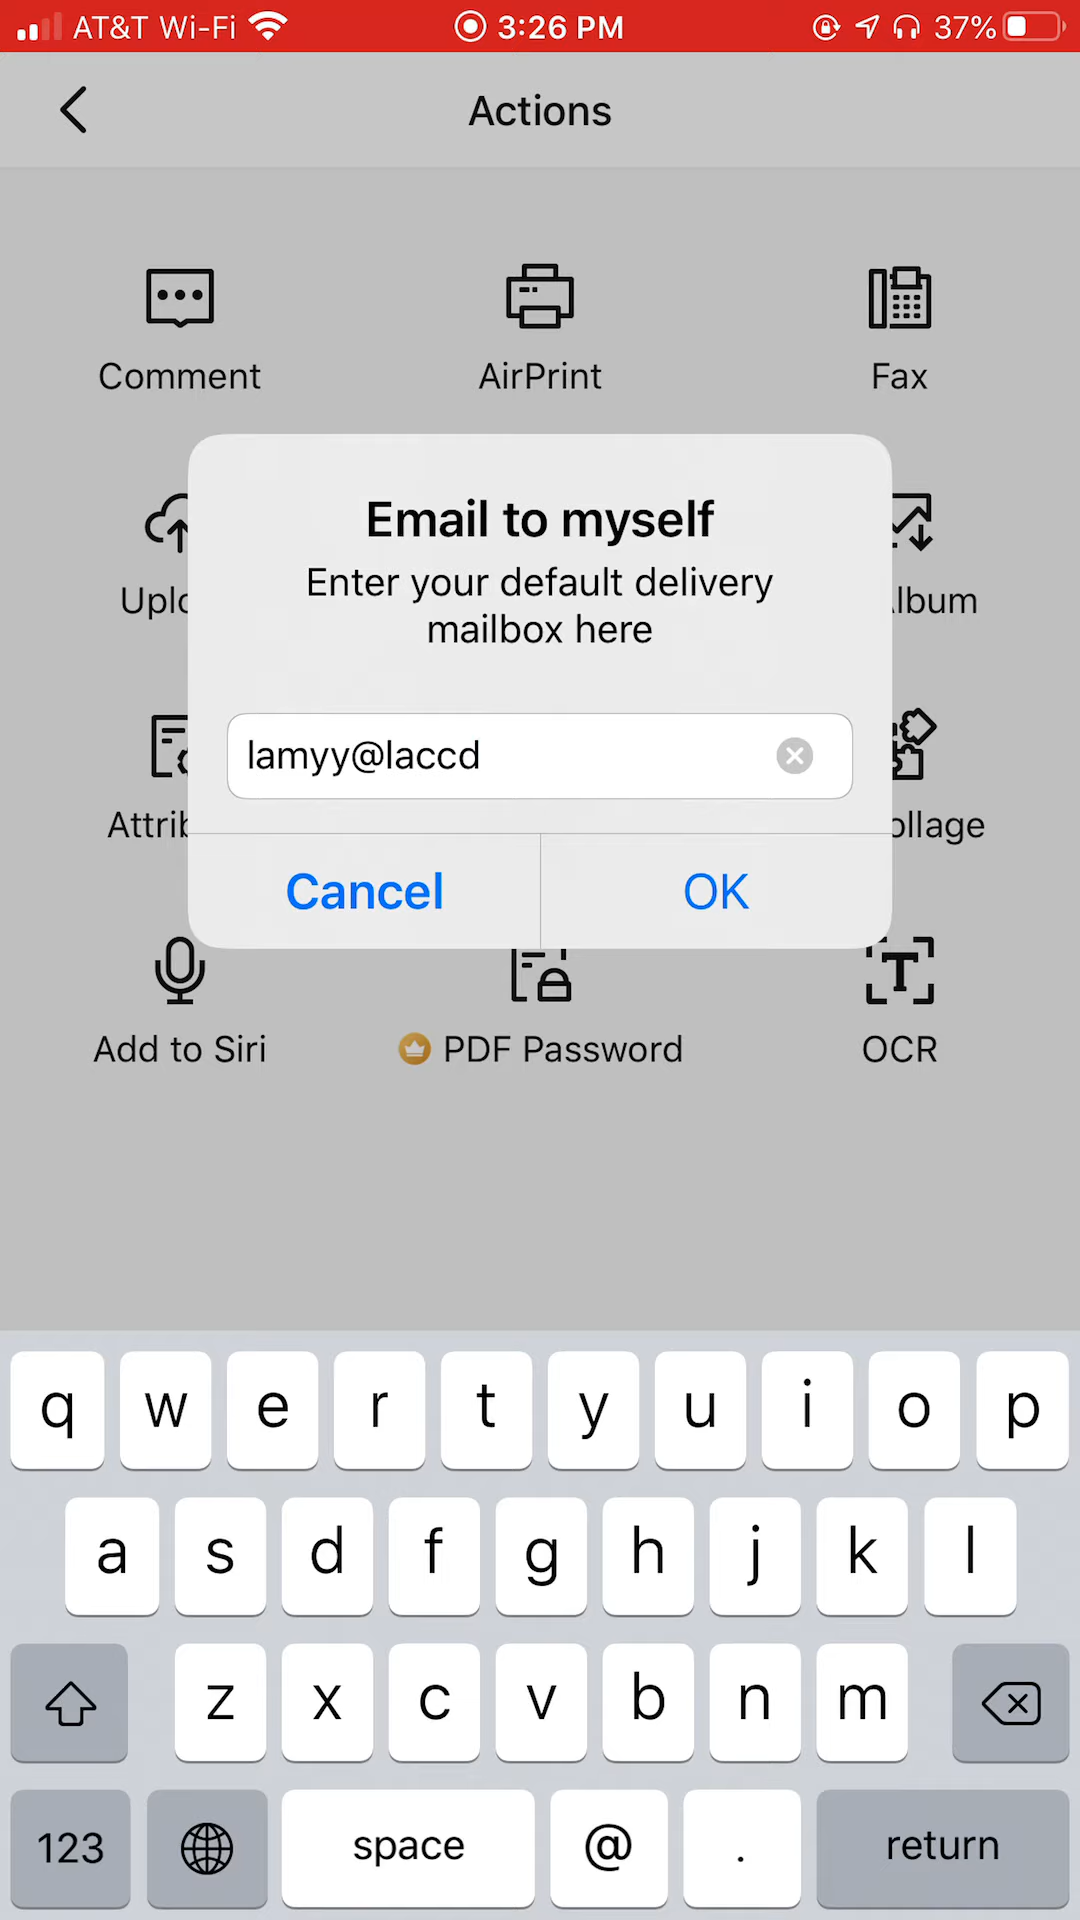 AT&T Wi-Fi 3:26 PM 37%
Actions
Comment AirPrint Fax
Email to myself
Enter your default delivery
mailbox here
lamyy@laccd
Cancel OK
Add to Siri PDF Password OCR
q w e r t y u i o p
a s d f g h j k l
z x c v b n m
123 space @ . return